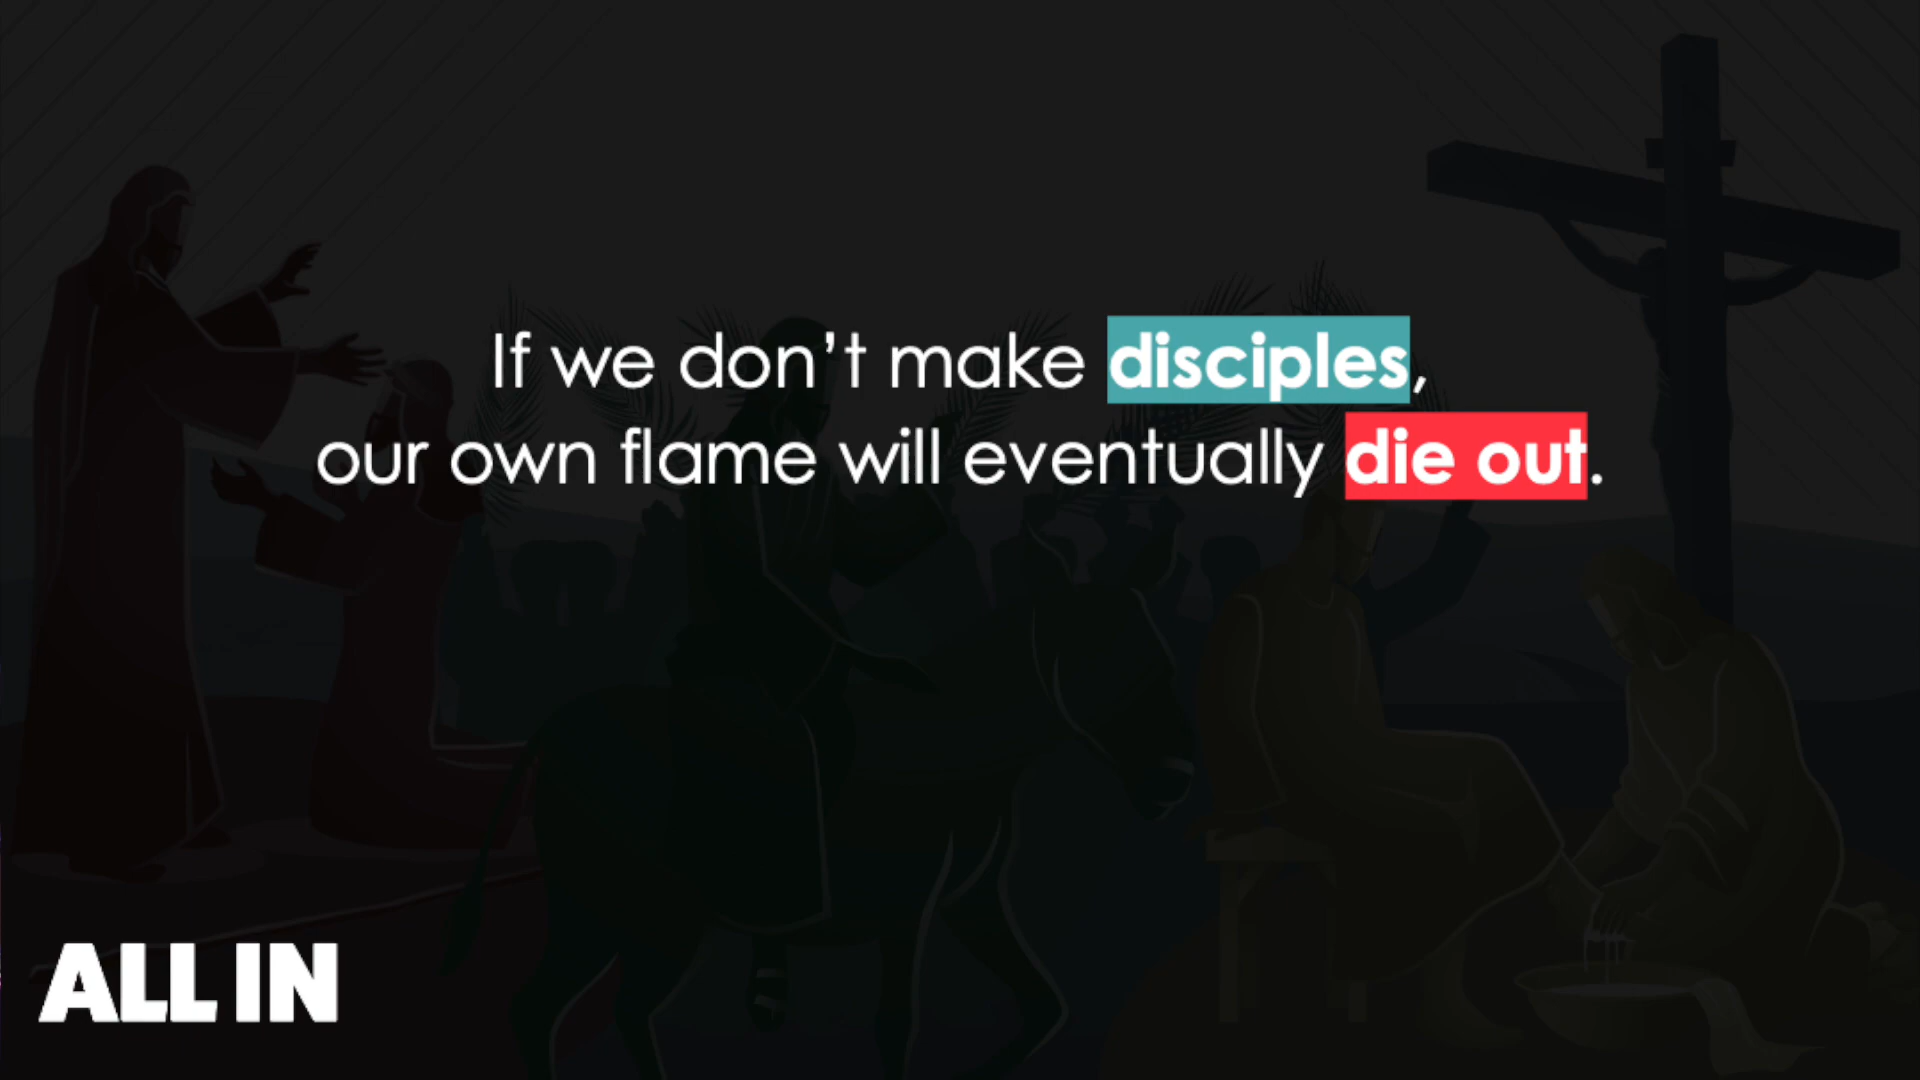 If we don’t make disciples,
our own flame will eventually die out.
ALL IN